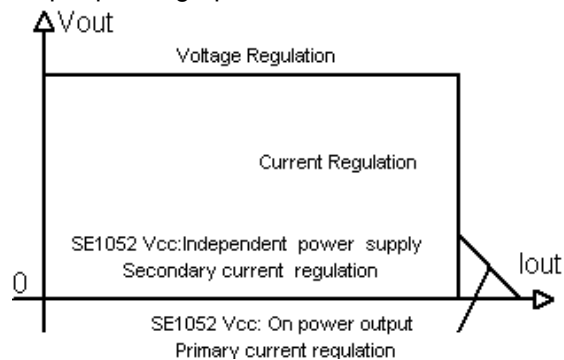 Vout
Voltage Regulation
Current Regulation
SE1052 Vcc:Independent power supply
Secondary current regulation
Iout
0
SE1052 Vcc: On power output
Primary current regulation